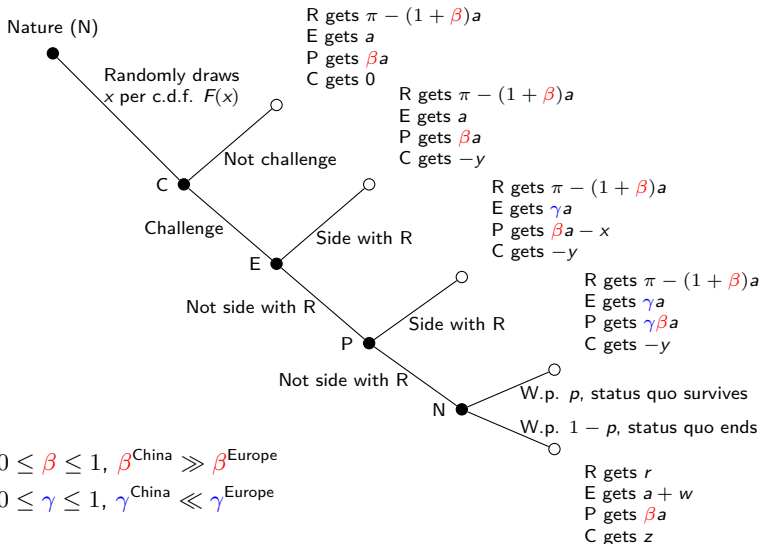 Nature (N)
Randomly draws
x per c.d.f. F(x)
R gets π − (1 + β)a
E gets a
P gets βa
C gets 0
C
Not challenge
Challenge
R gets π − (1 + β)a
E gets a
P gets βa
C gets −y
E
Side with R
Not side with R
R gets π − (1 + β)a
E gets γa
P gets βa − x
C gets −y
P
Side with R
Not side with R
R gets π − (1 + β)a
E gets γa
P gets γβa
C gets −y
N
W.p. p, status quo survives
W.p. 1 − p, status quo ends
R gets r
E gets a + w
P gets βa
C gets z
0 ≤ β ≤ 1, β^China ≫ β^Europe
0 ≤ γ ≤ 1, γ^China ≪ γ^Europe